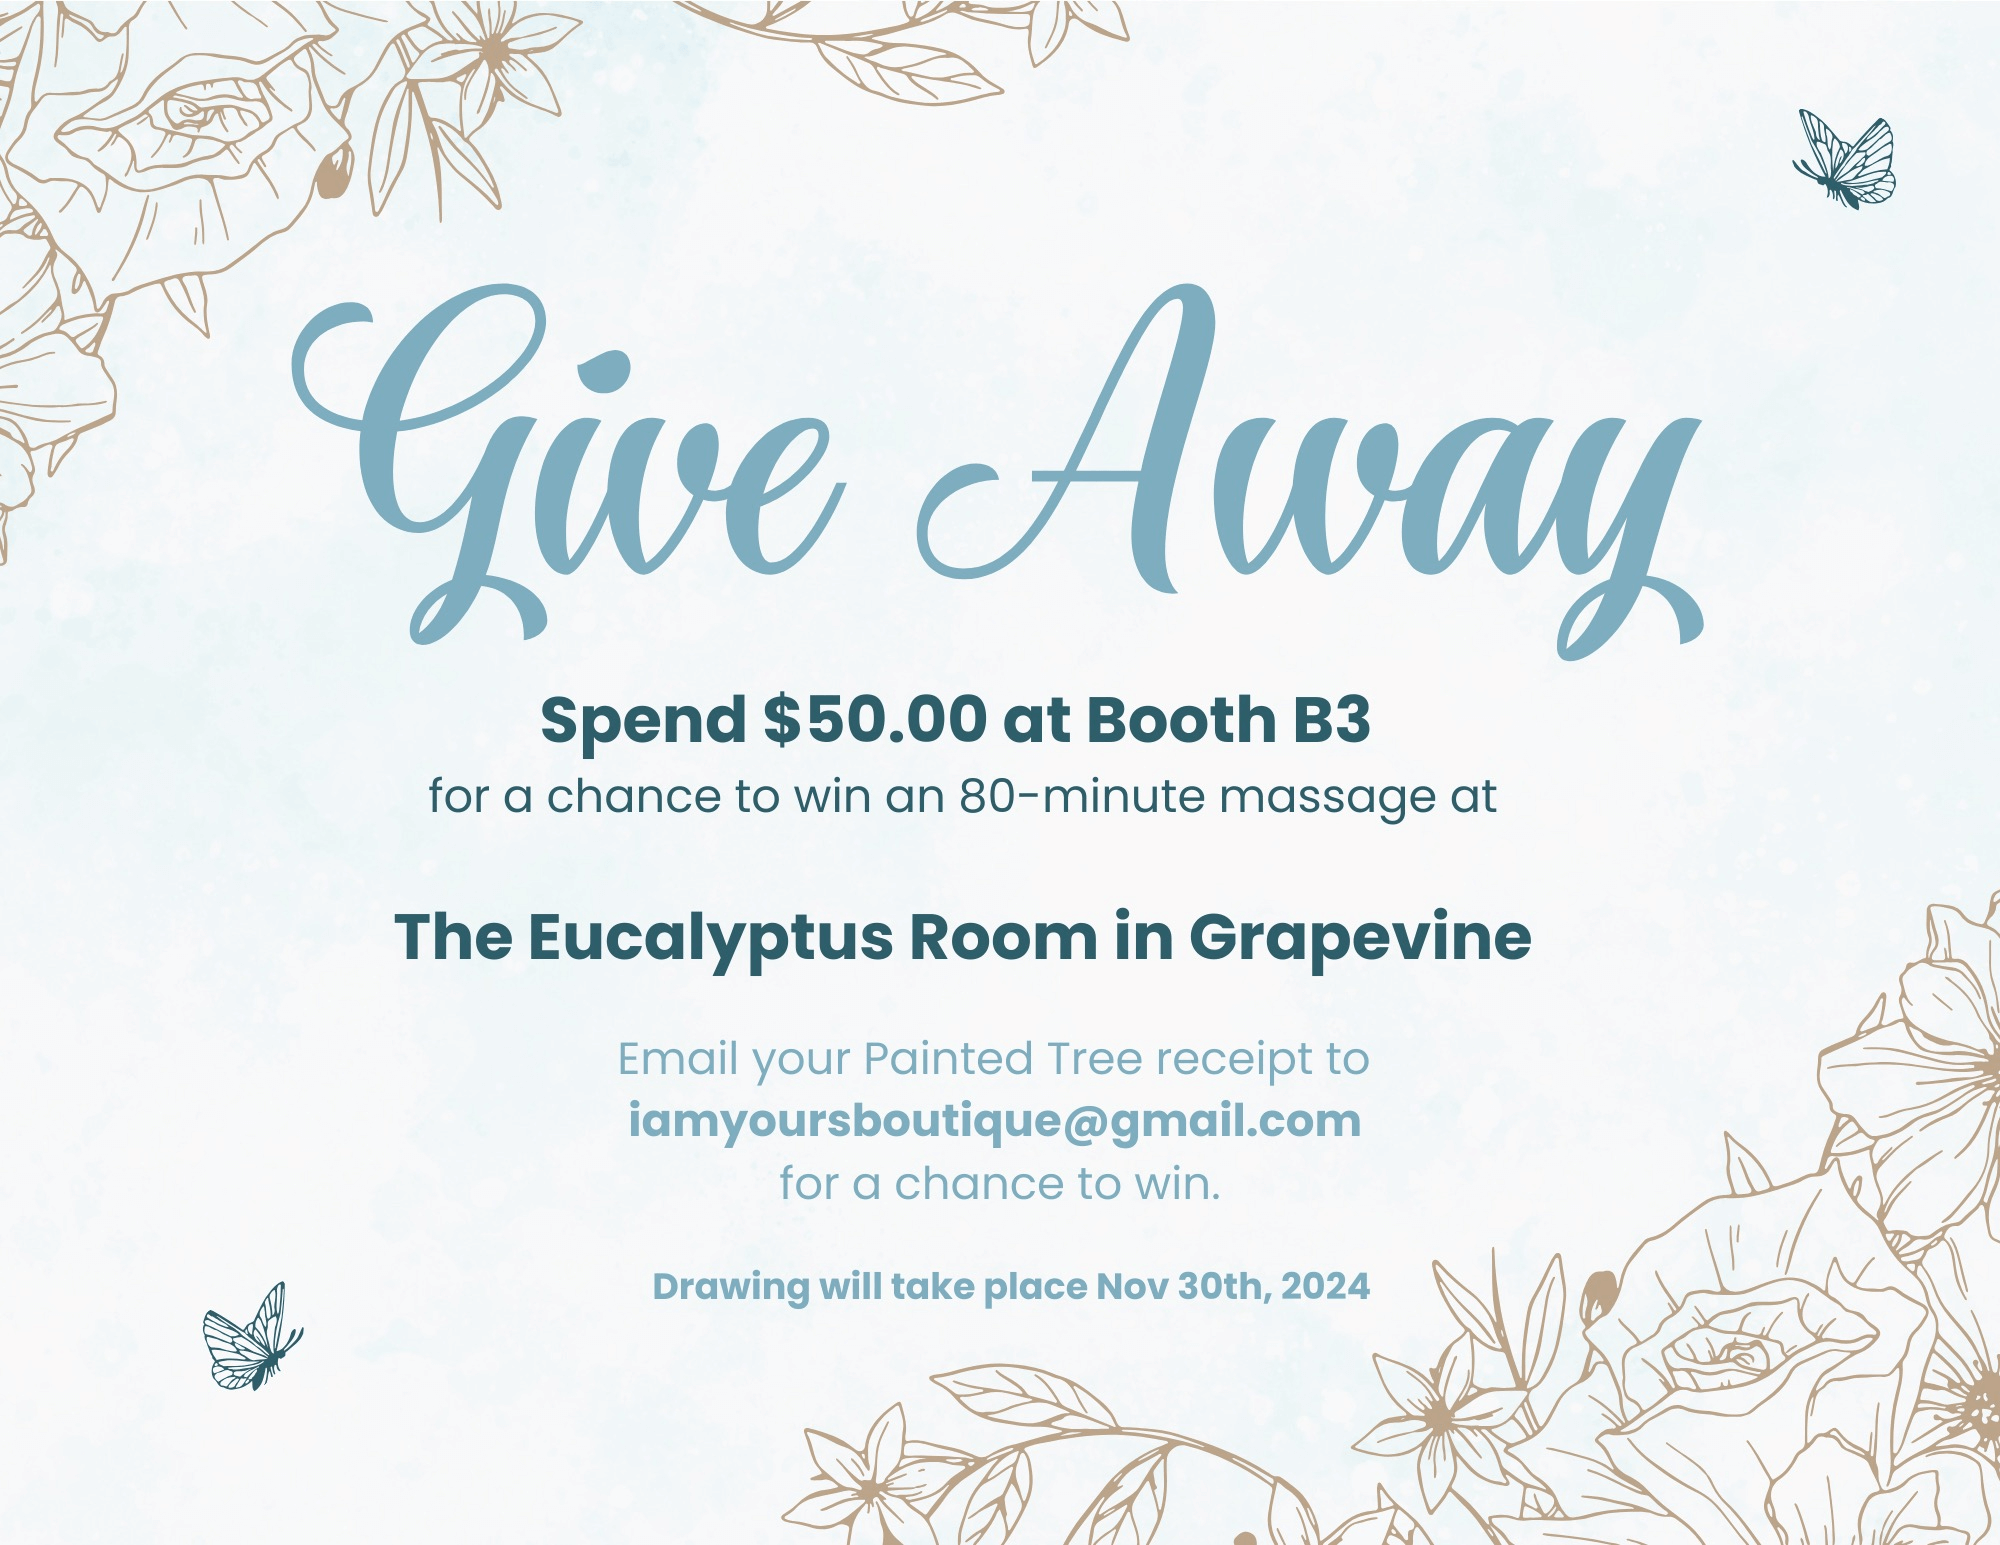 Give Away
Spend $50.00 at Booth B3
for a chance to win an 80-minute massage at
The Eucalyptus Room in Grapevine
Email your Painted Tree receipt to
iamyoursboutique@gmail.com
for a chance to win.
Drawing will take place Nov 30th, 2024